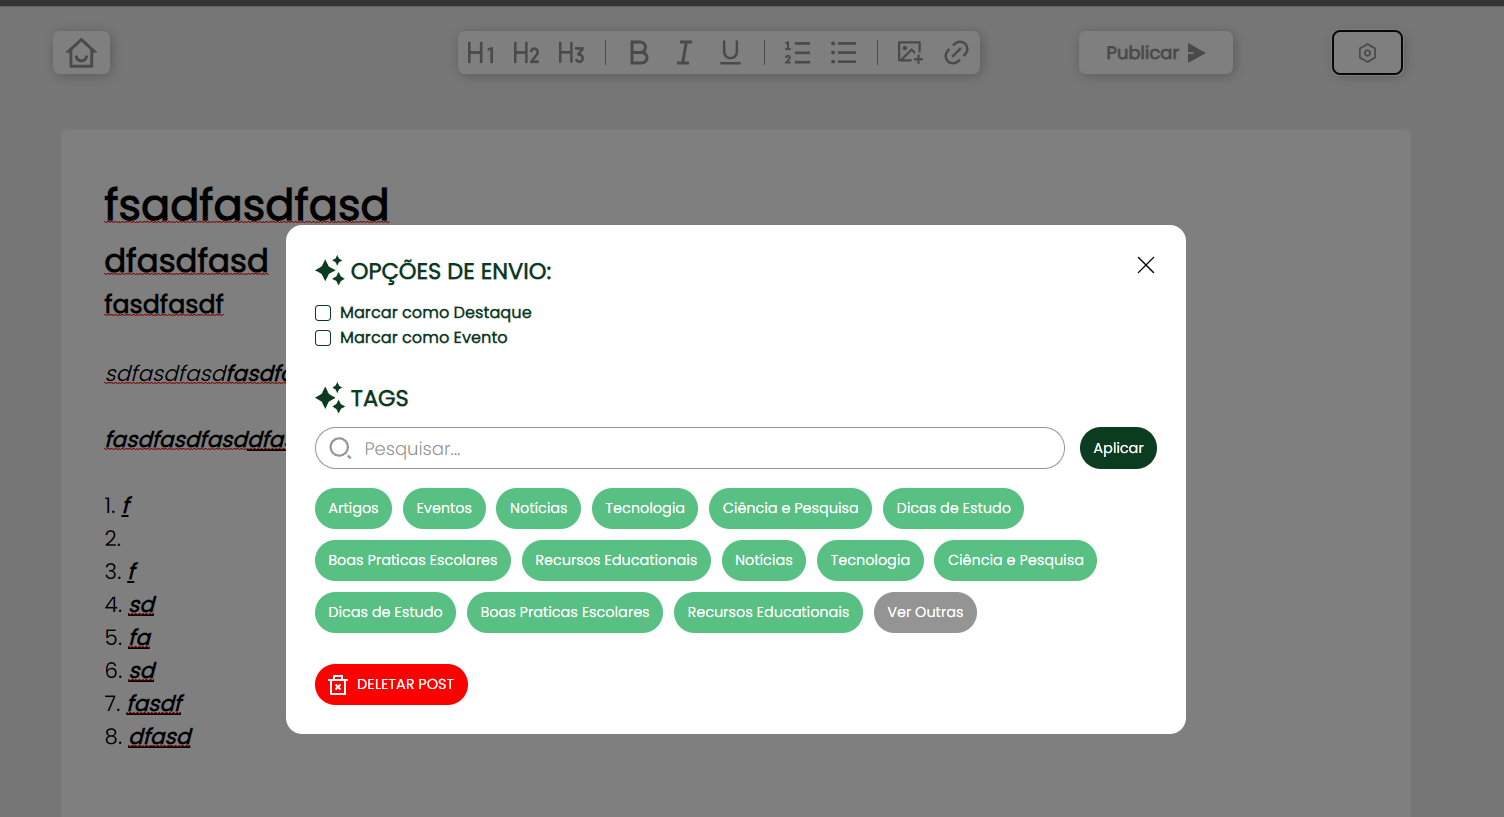 H1 H2 H3 B I U Publicar
fsadfasdfasd
dfasdfasd
fasdfasdf
sdfasdfasdfasdf
fasdfasdfasddfas
1. f
2.
3. f
4. sd
5. fa
6. sd
7. fasdf
8. dfasd
OPÇÕES DE ENVIO:
Marcar como Destaque
Marcar como Evento
TAGS
Pesquisar... Aplicar
Artigos Eventos Notícias Tecnologia Ciência e Pesquisa Dicas de Estudo
Boas Praticas Escolares Recursos Educationais Notícias Tecnologia Ciência e Pesquisa
Dicas de Estudo Boas Praticas Escolares Recursos Educationais Ver Outras
DELETAR POST